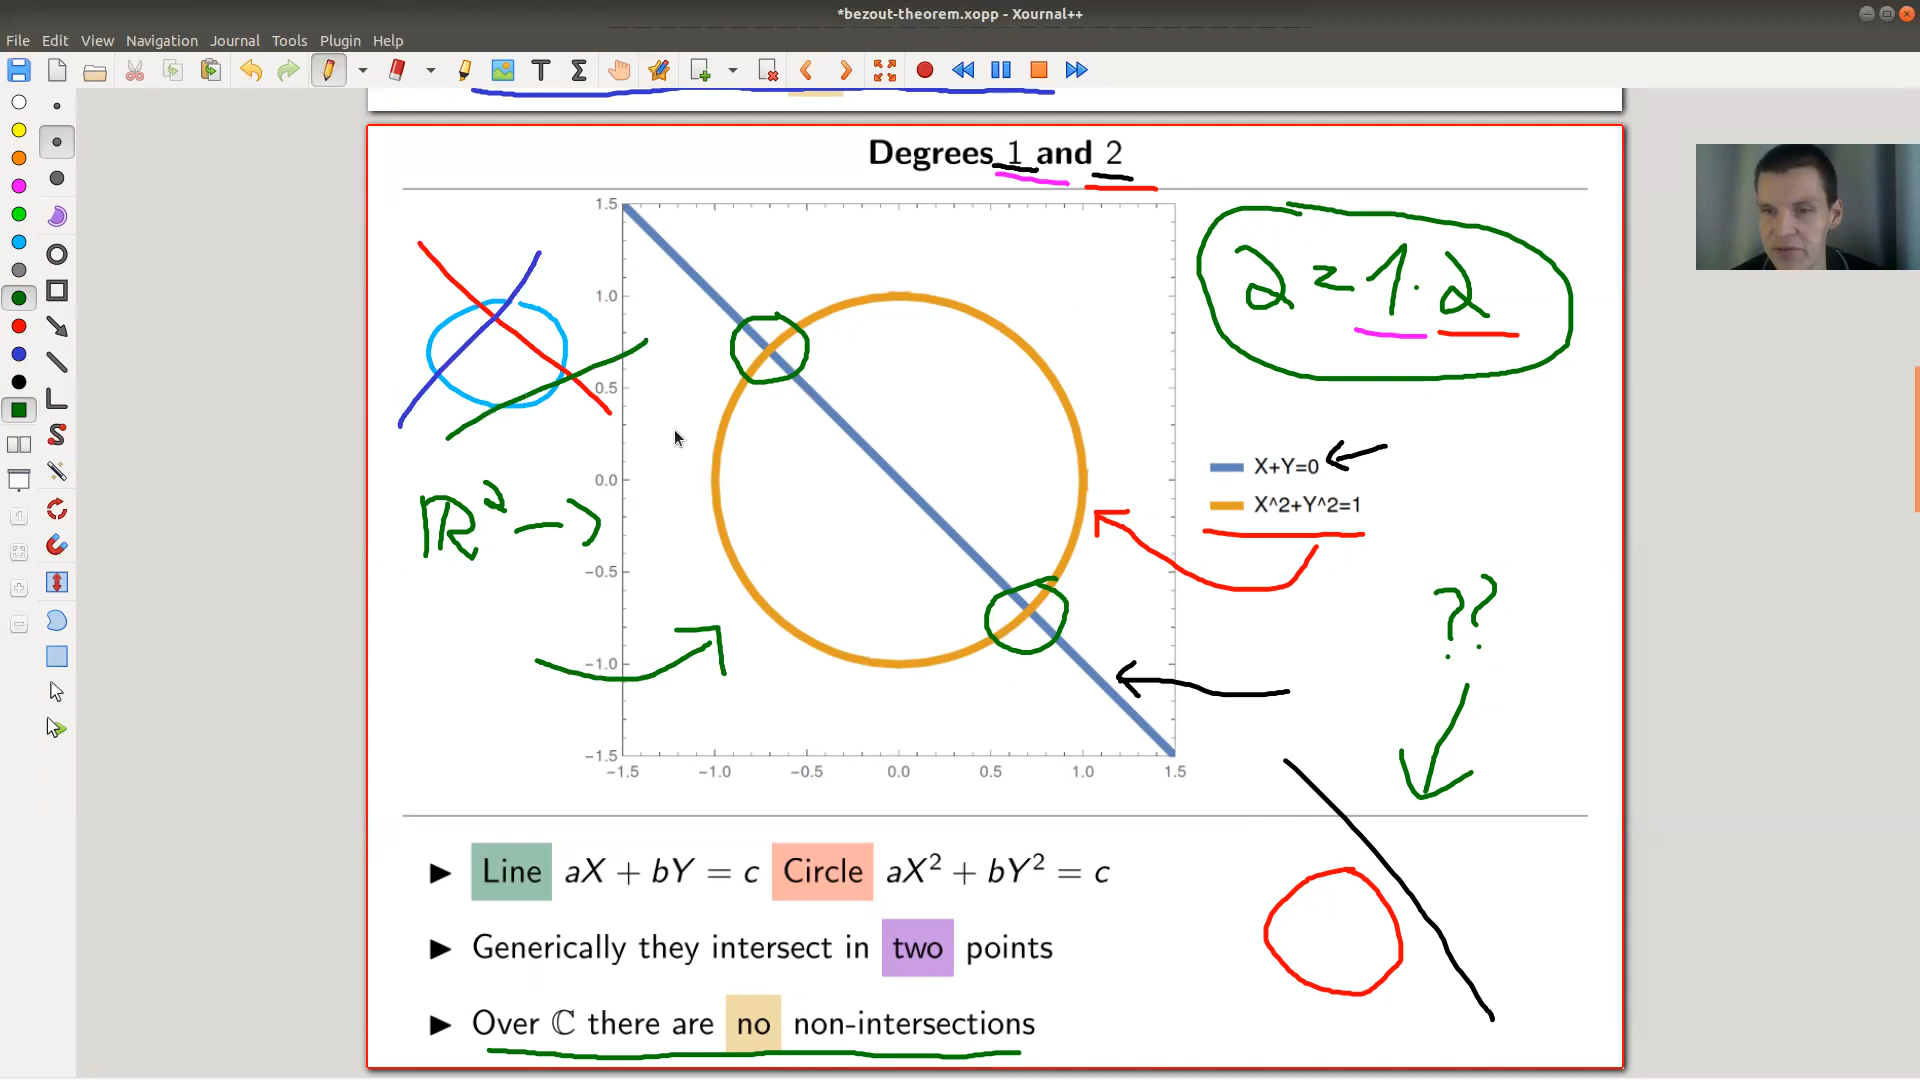 *bezout-theorem.xopp - Xournal++
File Edit View Navigation Journal Tools Plugin Help
Degrees 1 and 2
1.5
1.0
0.5
0.0
−0.5
−1.0
−1.5
−1.5 −1.0 −0.5 0.0 0.5 1.0 1.5
2 = 1 · 2
X+Y=0
X^2+Y^2=1
ℝ² →
??
▶ Line aX + bY = c Circle aX² + bY² = c
▶ Generically they intersect in two points
▶ Over ℂ there are no non-intersections